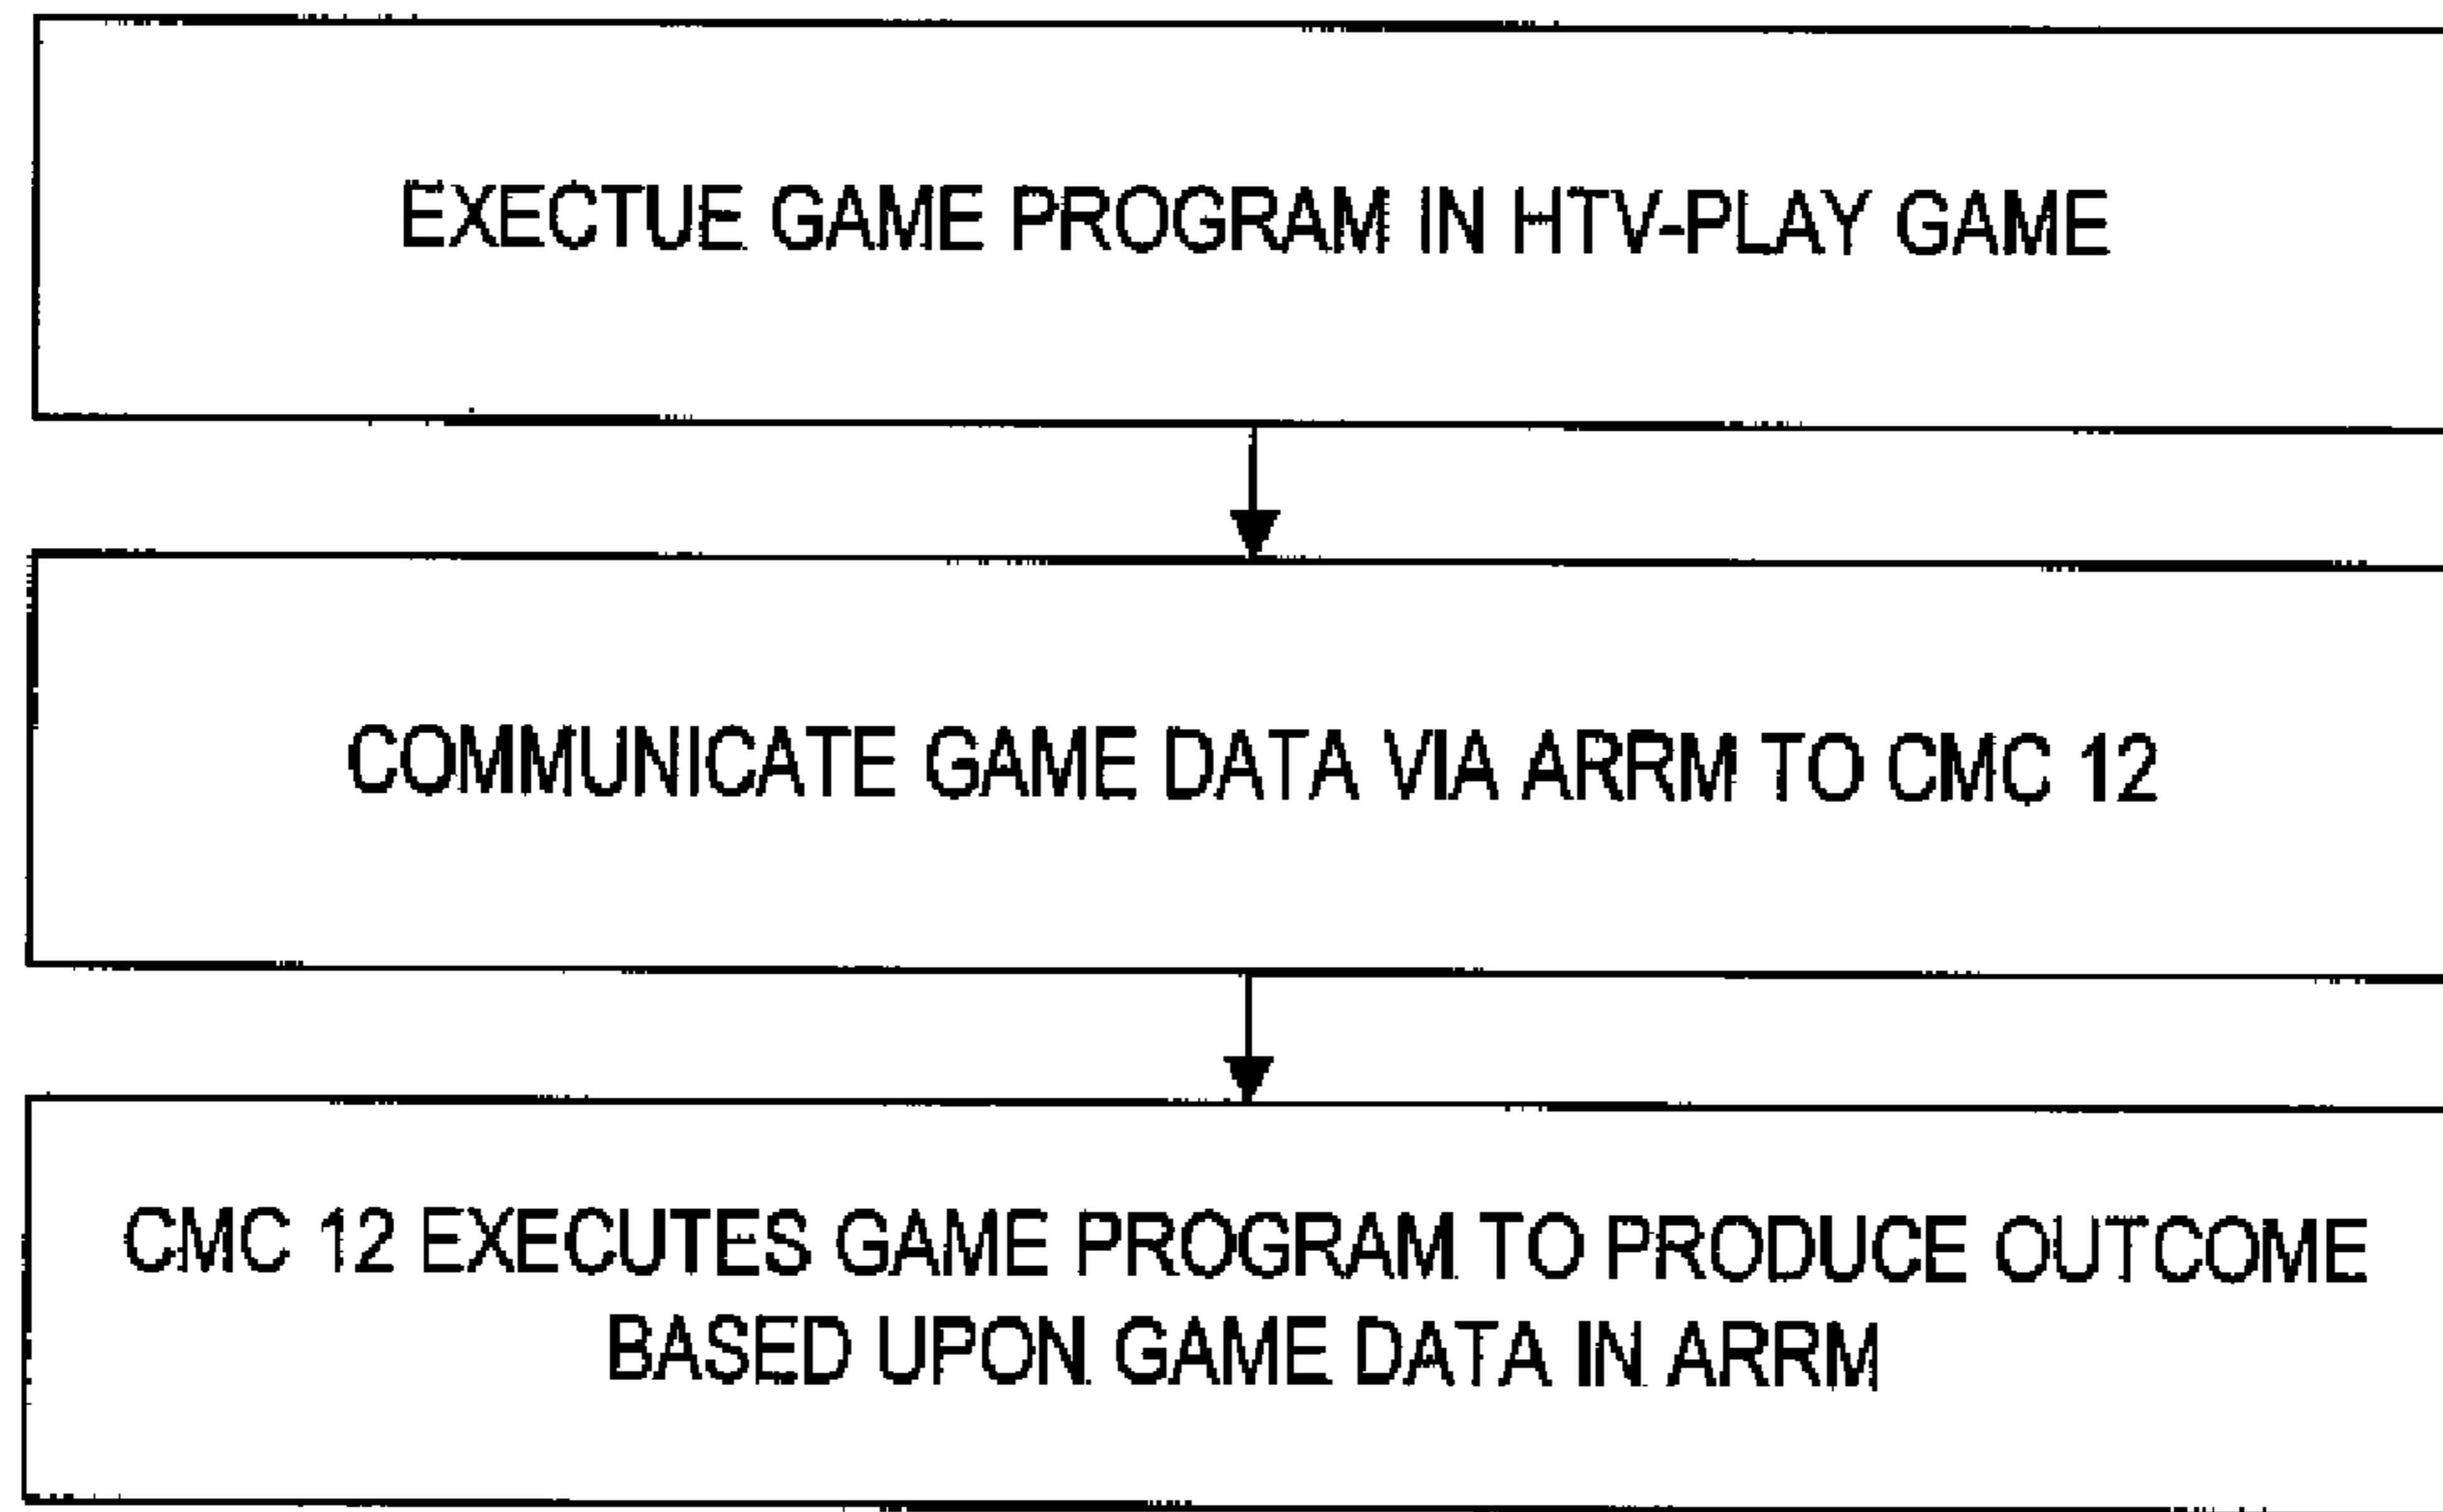 EXECTUE GAME PROGRAM IN HTV-PLAY GAME
COMMUNICATE GAME DATA VIA ARRM TO CMC 12
CMC 12 EXECUTES GAME PROGRAM TO PRODUCE OUTCOME
BASED UPON GAME DATA IN ARRM